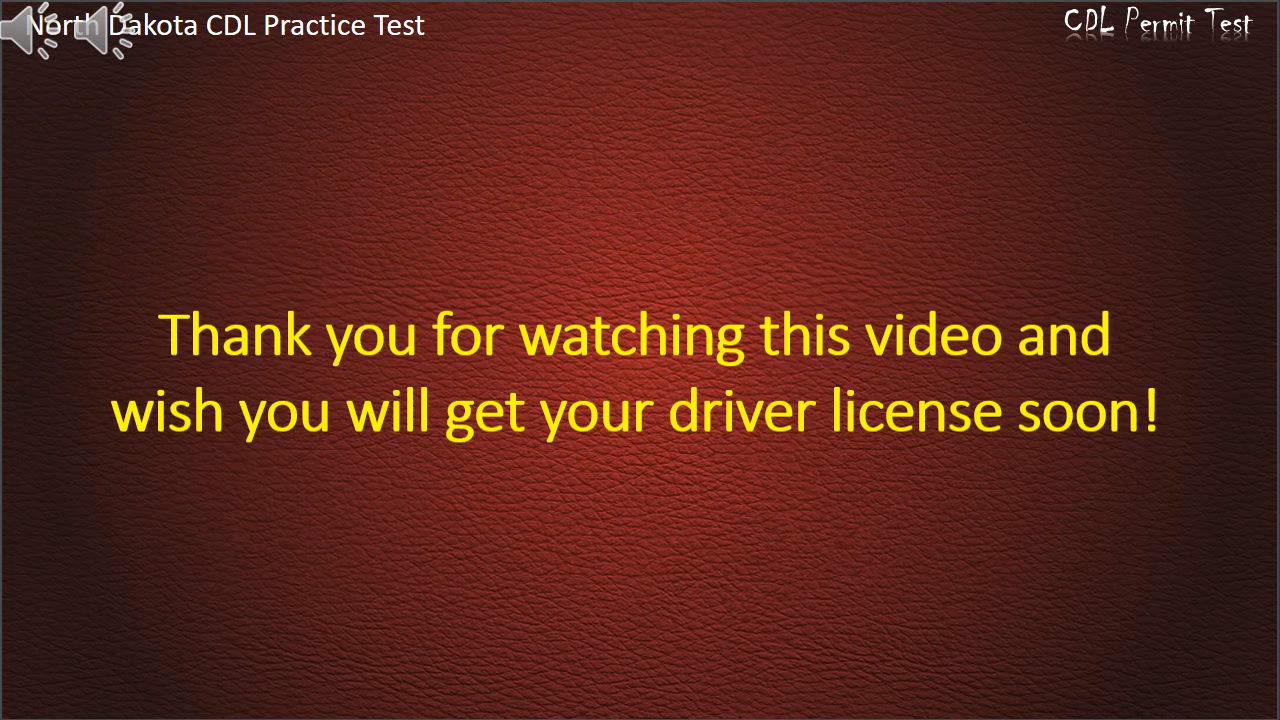 North Dakota CDL Practice Test
CDL Permit Test
Thank you for watching this video and
wish you will get your driver license soon!